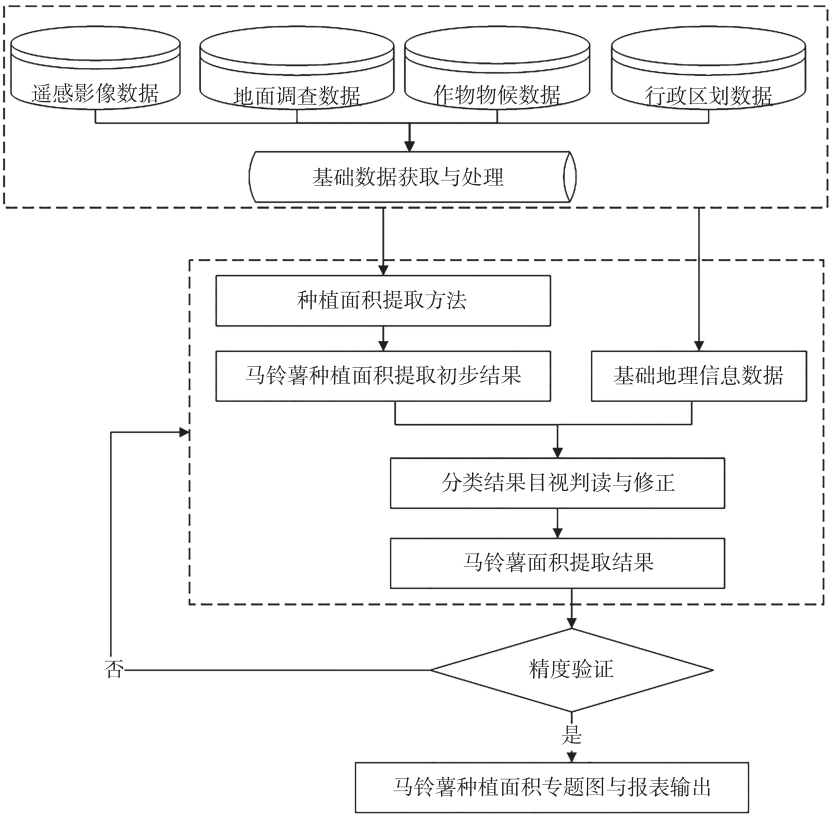 遥感影像数据
地面调查数据
作物物候数据
行政区划数据
基础数据获取与处理
种植面积提取方法
马铃薯种植面积提取初步结果
基础地理信息数据
分类结果目视判读与修正
马铃薯面积提取结果
精度验证
否
是
马铃薯种植面积专题图与报表输出